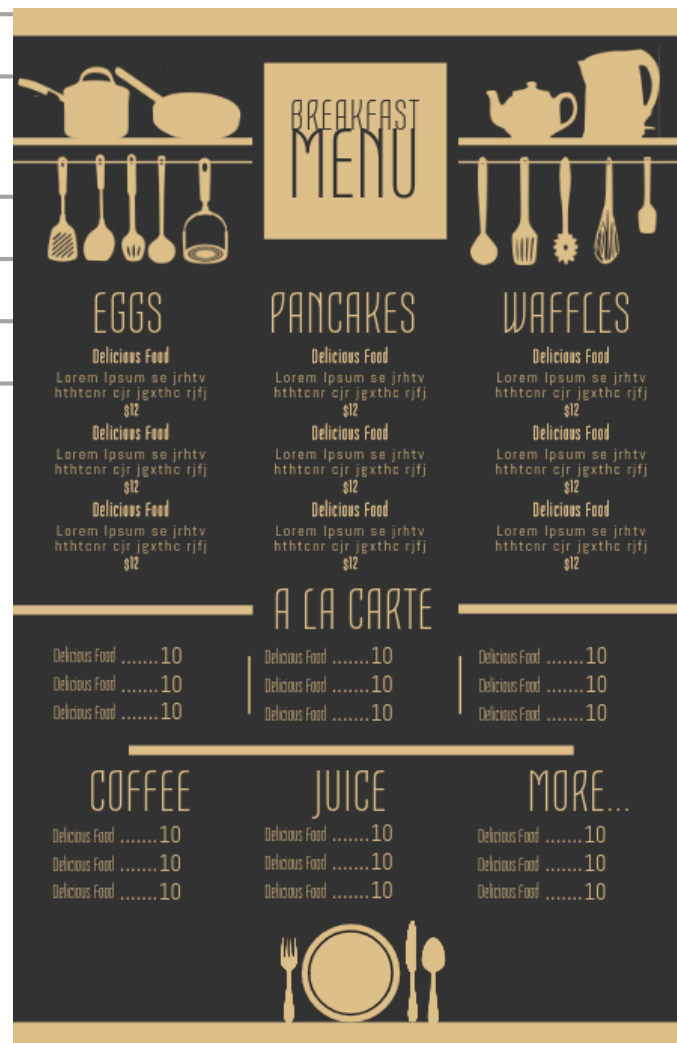 BREAKFAST
MENU
EGGS
Delicious Food
Lorem Ipsum se jrhtv
hthtcnr cjr jgxthc rjfj
$12
Delicious Food
Lorem Ipsum se jrhtv
hthtcnr cjr jgxthc rjfj
$12
Delicious Food
Lorem Ipsum se jrhtv
hthtcnr cjr jgxthc rjfj
$12
PANCAKES
Delicious Food
Lorem Ipsum se jrhtv
hthtcnr cjr jgxthc rjfj
$12
Delicious Food
Lorem Ipsum se jrhtv
hthtcnr cjr jgxthc rjfj
$12
Delicious Food
Lorem Ipsum se jrhtv
hthtcnr cjr jgxthc rjfj
$12
WAFFLES
Delicious Food
Lorem Ipsum se jrhtv
hthtcnr cjr jgxthc rjfj
$12
Delicious Food
Lorem Ipsum se jrhtv
hthtcnr cjr jgxthc rjfj
$12
Delicious Food
Lorem Ipsum se jrhtv
hthtcnr cjr jgxthc rjfj
$12
A LA CARTE
Delicious Food .......10
Delicious Food .......10
Delicious Food .......10
Delicious Food .......10
Delicious Food .......10
Delicious Food .......10
Delicious Food .......10
Delicious Food .......10
Delicious Food .......10
COFFEE
Delicious Food .......10
Delicious Food .......10
Delicious Food .......10
JUICE
Delicious Food .......10
Delicious Food .......10
Delicious Food .......10
MORE...
Delicious Food .......10
Delicious Food .......10
Delicious Food .......10